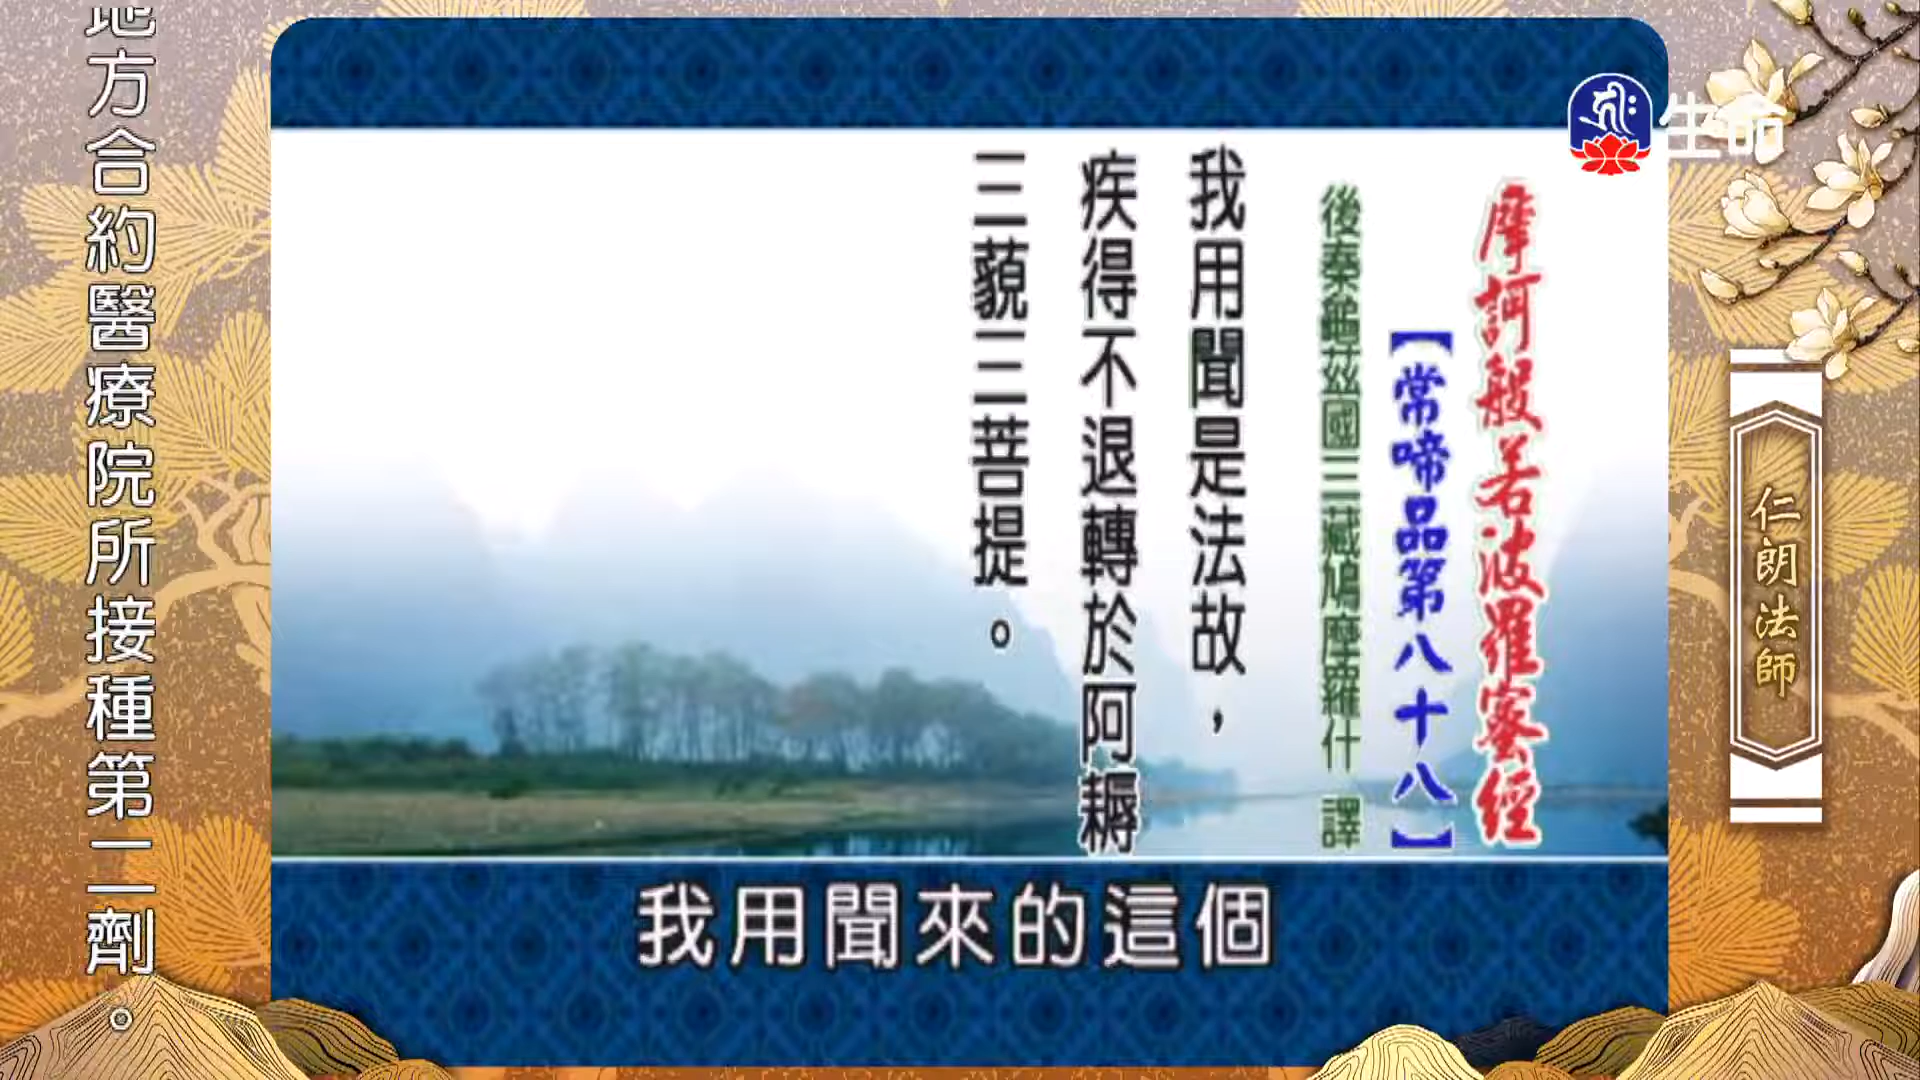 生命
摩訶般若波羅蜜經
【常啼品第八十八】
後秦龜茲國三藏鳩摩羅什 譯
我用聞是法故，
疾得不退轉於阿耨
三藐三菩提。
我用聞來的這個
仁朗法師
地方合約醫療院所接種第二劑。